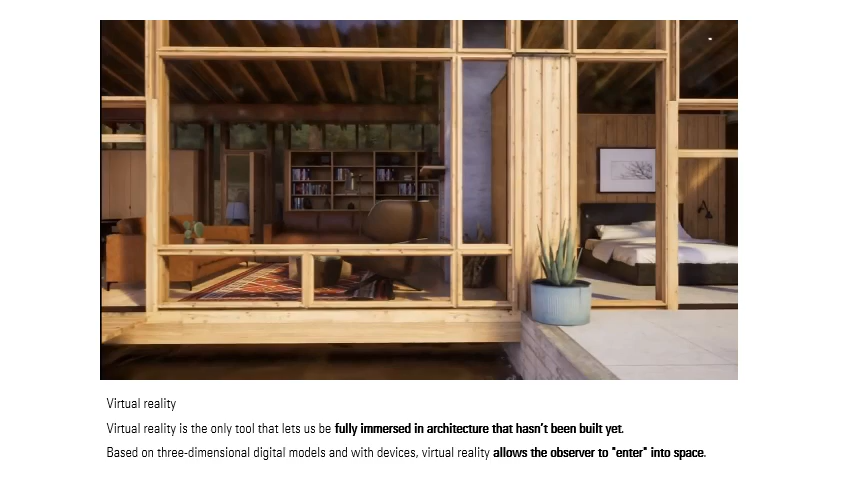 Virtual reality
Virtual reality is the only tool that lets us be fully immersed in architecture that hasn't been built yet.
Based on three-dimensional digital models and with devices, virtual reality allows the observer to "enter" into space.